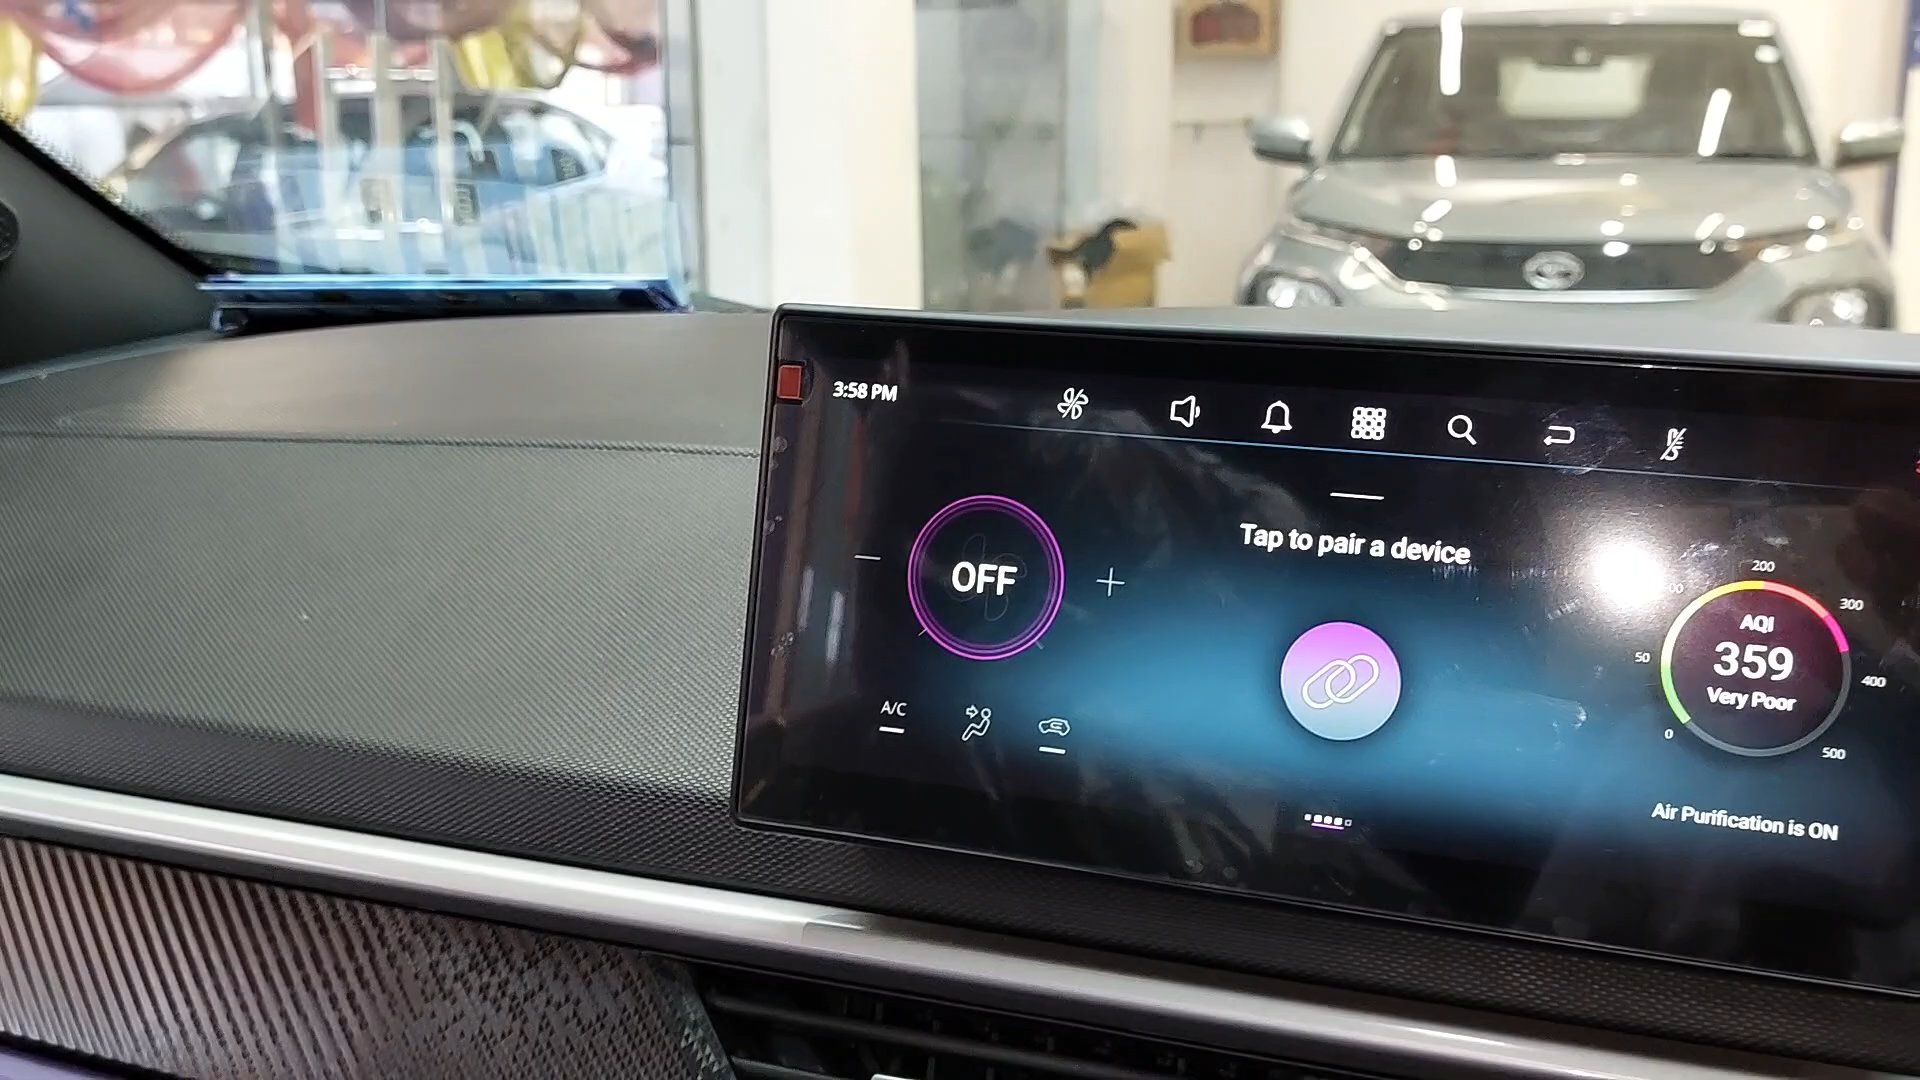 3:58 PM
OFF
A/C
Tap to pair a device
200
300
50
400
0
500
AQI
359
Very Poor
Air Purification is ON